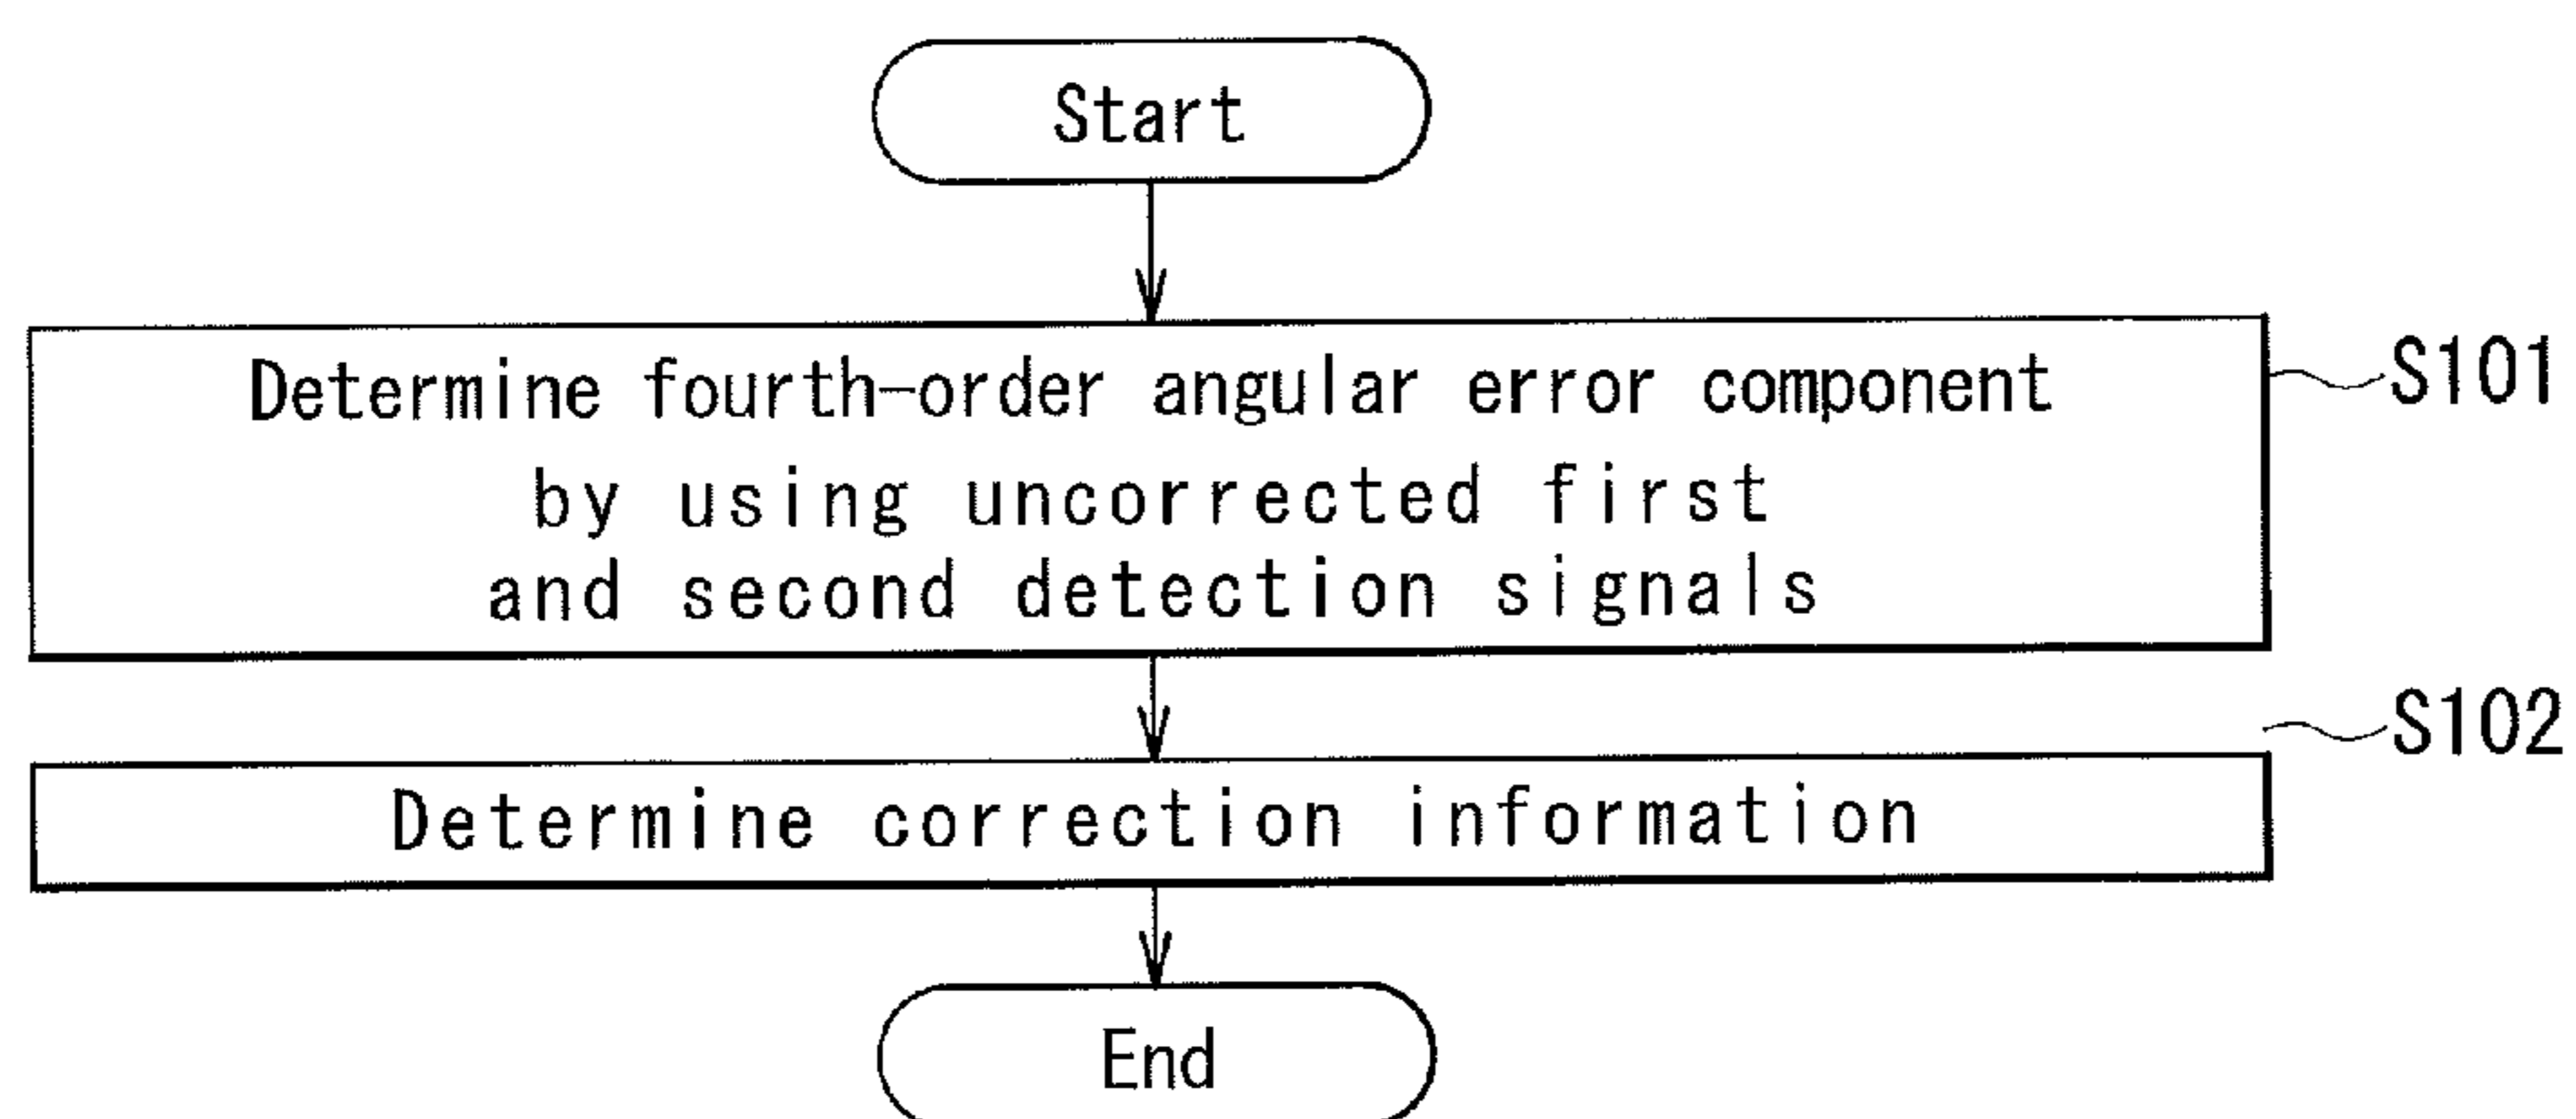 Start
Determine fourth-order angular error component
S101
by using uncorrected first
and second detection signals
S102
Determine correction information
End